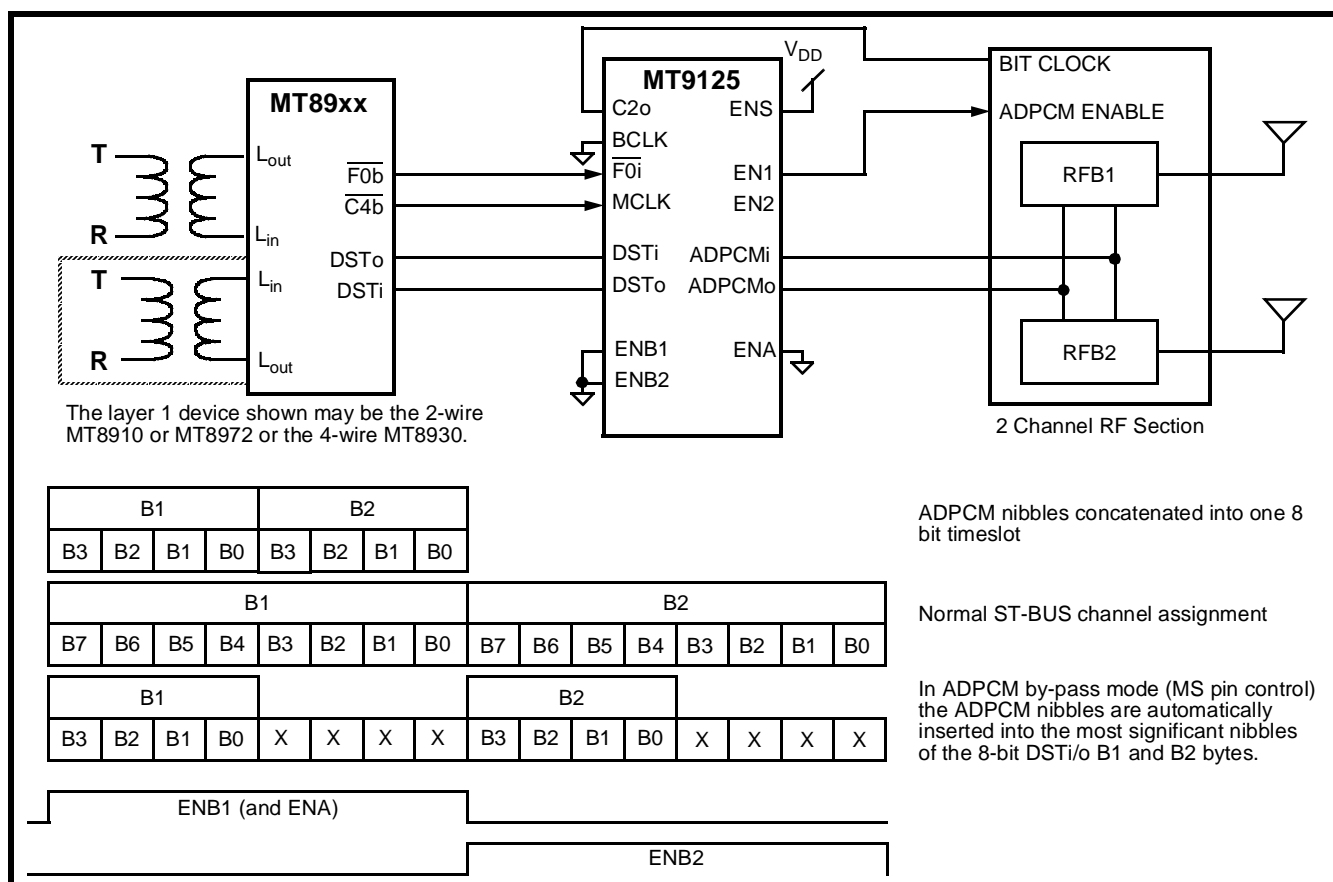 MT89xx
T
R
T
R
Lout
Lin
Lin
Lout
F0b
C4b
DSTo
DSTi
The layer 1 device shown may be the 2-wire
MT8910 or MT8972 or the 4-wire MT8930.
MT9125
C2o
BCLK
F0i
MCLK
DSTi
DSTo
ENB1
ENB2
VDD
ENS
EN1
EN2
ADPCMi
ADPCMo
ENA
BIT CLOCK
ADPCM ENABLE
RFB1
RFB2
2 Channel RF Section
B1 B2
B3 B2 B1 B0 B3 B2 B1 B0
ADPCM nibbles concatenated into one 8
bit timeslot
B1 B2
B7 B6 B5 B4 B3 B2 B1 B0 B7 B6 B5 B4 B3 B2 B1 B0
Normal ST-BUS channel assignment
B1 B2
B3 B2 B1 B0 X X X X B3 B2 B1 B0 X X X X
In ADPCM by-pass mode (MS pin control)
the ADPCM nibbles are automatically
inserted into the most significant nibbles
of the 8-bit DSTi/o B1 and B2 bytes.
ENB1 (and ENA)
ENB2